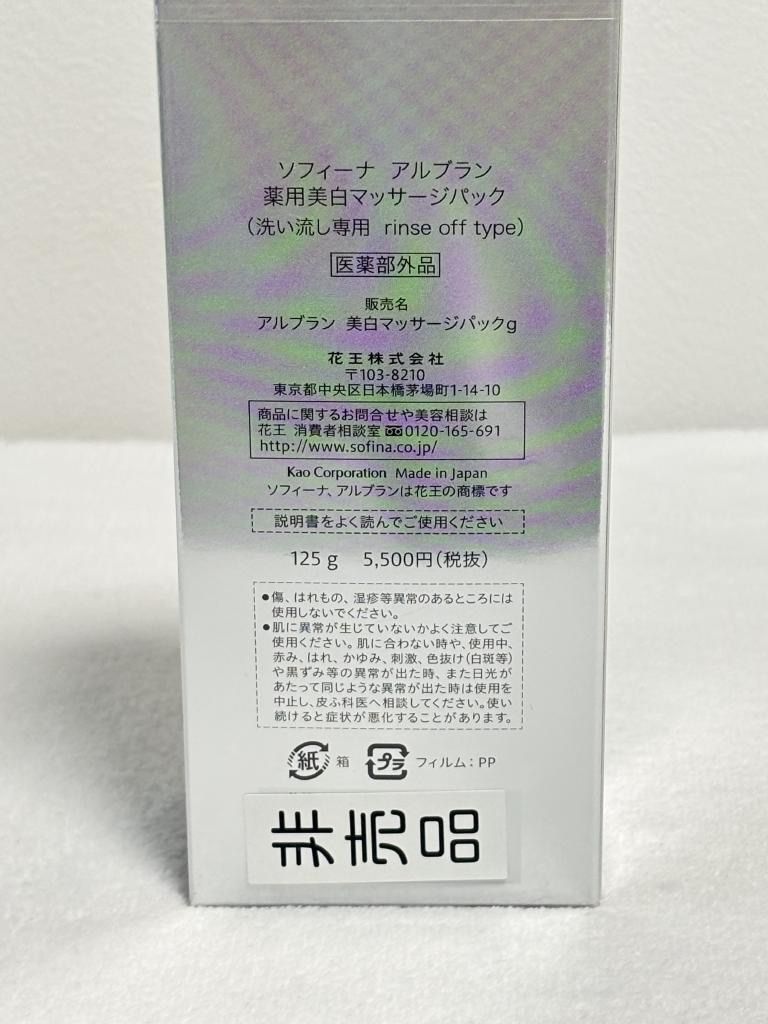 ソフィーナ アルブラン
薬用美白マッサージパック
（洗い流し専用 rinse off type）
医薬部外品
販売名
アルブラン 美白マッサージパックg
花王株式会社
〒103-8210
東京都中央区日本橋茅場町1-14-10
商品に関するお問合せや美容相談は
花王 消費者相談室 0120-165-691
http://www.sofina.co.jp/
Kao Corporation Made in Japan
ソフィーナ、アルブランは花王の商標です
説明書をよく読んでご使用ください
125g 5,500円（税抜）
●傷、はれもの、湿疹等異常のあるところには
使用しないでください。
●肌に異常が生じていないかよく注意してご
使用ください。肌に合わない時や、使用中、
赤み、はれ、かゆみ、刺激、色抜け（白斑等）
や黒ずみ等の異常が出た時、また日光が
あたって同じような異常が出た時は使用を
中止し、皮ふ科医へ相談してください。使い
続けると症状が悪化することがあります。
紙 箱 プラ フィルム：PP
非売品